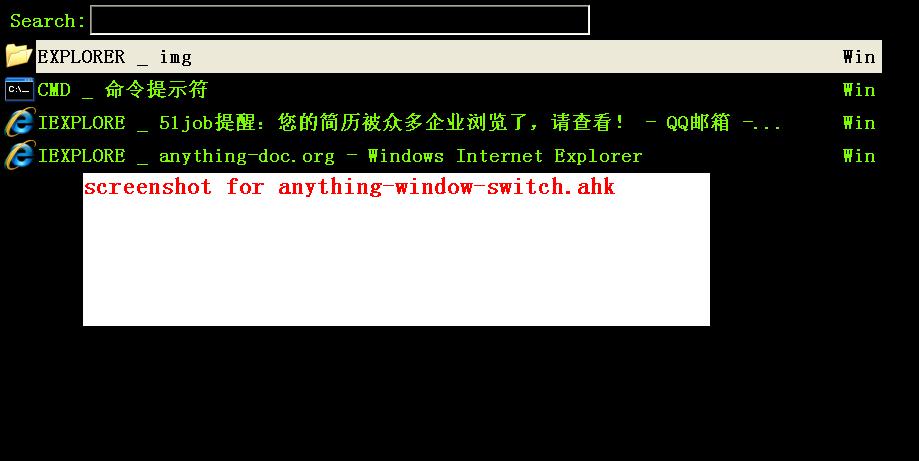 Search:
EXPLORER _ img Win
C:\_ CMD _ 命令提示符 Win
IEXPLORE _ 51job提醒：您的简历被众多企业浏览了，请查看！ - QQ邮箱 -... Win
IEXPLORE _ anything-doc.org - Windows Internet Explorer Win
screenshot for anything-window-switch.ahk